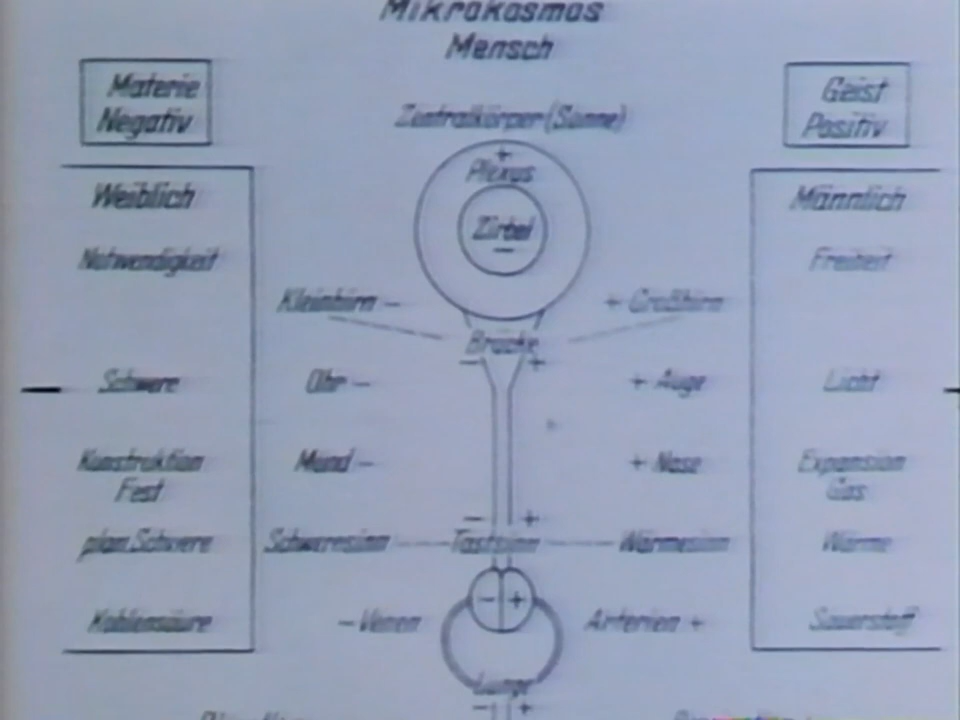 Mikrokosmos
Mensch
Materie
Negativ
Geist
Positiv
Zentralkörper (Sonne)
+
Plexus
Zirbel
−
Weiblich
Männlich
Notwendigkeit
Freiheit
Kleinhirn −
+ Großhirn
Brücke
− +
Schwere
Ohr −
+ Auge
Licht
Konstruktion
Fest
Mund −
+ Nase
Expansion
Gas
− +
plan. Schwere
Schweresinn
Tastsinn
Wärmesinn
Wärme
− +
Kohlensäure
− Venen
Arterien +
Sauerstoff
Lunge
− +